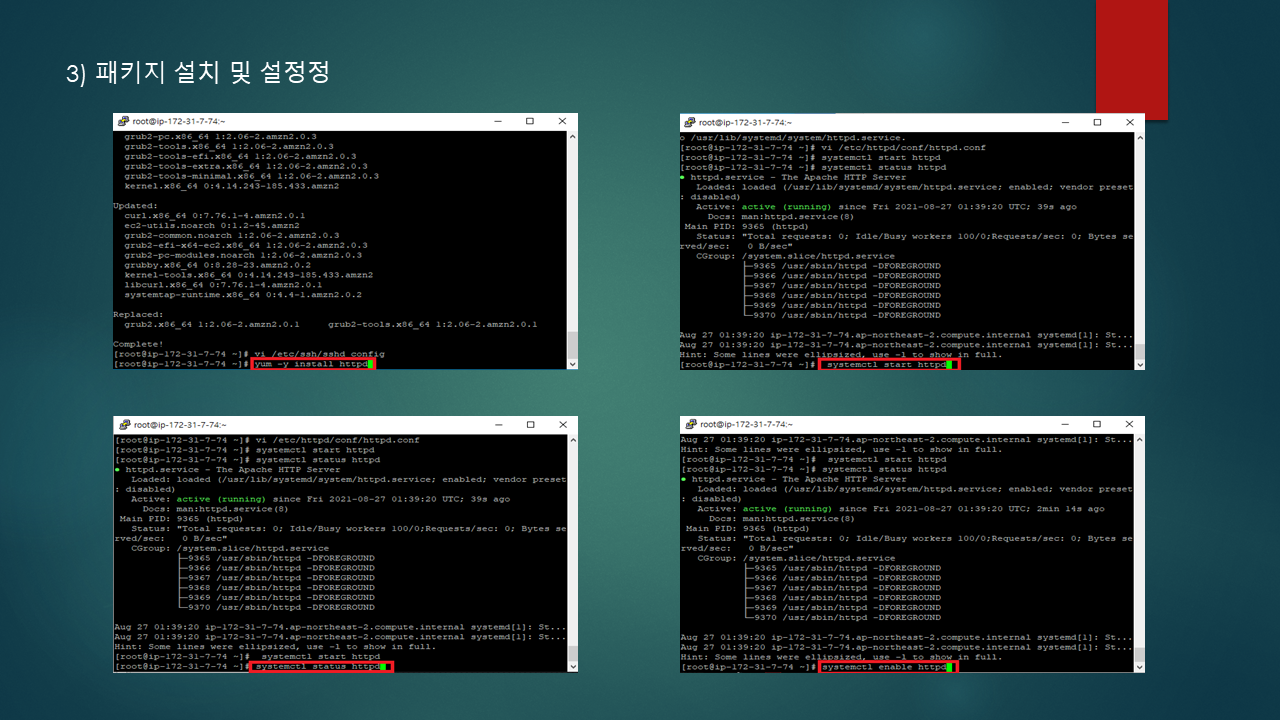 3) 패키지 설치 및 설정정
root@ip-172-31-7-74:~
grub2-pc.x86_64 1:2.06-2.amzn2.0.3
grub2-tools.x86_64 1:2.06-2.amzn2.0.3
grub2-tools-efi.x86_64 1:2.06-2.amzn2.0.3
grub2-tools-extra.x86_64 1:2.06-2.amzn2.0.3
grub2-tools-minimal.x86_64 1:2.06-2.amzn2.0.3
kernel.x86_64 0:4.14.243-185.433.amzn2
Updated:
curl.x86_64 0:7.76.1-4.amzn2.0.1
ec2-utils.noarch 0:1.2-45.amzn2
grub2-common.noarch 1:2.06-2.amzn2.0.3
grub2-efi-x64-ec2.x86_64 1:2.06-2.amzn2.0.3
grub2-pc-modules.noarch 1:2.06-2.amzn2.0.3
grubby.x86_64 0:8.28-23.amzn2.0.2
kernel-tools.x86_64 0:4.14.243-185.433.amzn2
libcurl.x86_64 0:7.76.1-4.amzn2.0.1
systemtap-runtime.x86_64 0:4.4-1.amzn2.0.2
Replaced:
grub2.x86_64 1:2.06-2.amzn2.0.1 grub2-tools.x86_64 1:2.06-2.amzn2.0.1
Complete!
[root@ip-172-31-7-74 ~]# vi /etc/ssh/sshd_config
[root@ip-172-31-7-74 ~]# yum -y install httpd
root@ip-172-31-7-74:~
o /usr/lib/systemd/system/httpd.service.
[root@ip-172-31-7-74 ~]# vi /etc/httpd/conf/httpd.conf
[root@ip-172-31-7-74 ~]# systemctl start httpd
[root@ip-172-31-7-74 ~]# systemctl status httpd
● httpd.service - The Apache HTTP Server
Loaded: loaded (/usr/lib/systemd/system/httpd.service; enabled; vendor preset
: disabled)
Active: active (running) since Fri 2021-08-27 01:39:20 UTC; 39s ago
Docs: man:httpd.service(8)
Main PID: 9365 (httpd)
Status: "Total requests: 0; Idle/Busy workers 100/0;Requests/sec: 0; Bytes se
rved/sec: 0 B/sec"
CGroup: /system.slice/httpd.service
├─9365 /usr/sbin/httpd -DFOREGROUND
├─9366 /usr/sbin/httpd -DFOREGROUND
├─9367 /usr/sbin/httpd -DFOREGROUND
├─9368 /usr/sbin/httpd -DFOREGROUND
├─9369 /usr/sbin/httpd -DFOREGROUND
└─9370 /usr/sbin/httpd -DFOREGROUND
Aug 27 01:39:20 ip-172-31-7-74.ap-northeast-2.compute.internal systemd[1]: St...
Aug 27 01:39:20 ip-172-31-7-74.ap-northeast-2.compute.internal systemd[1]: St...
Hint: Some lines were ellipsized, use -l to show in full.
[root@ip-172-31-7-74 ~]# systemctl start httpd
root@ip-172-31-7-74:~
[root@ip-172-31-7-74 ~]# vi /etc/httpd/conf/httpd.conf
[root@ip-172-31-7-74 ~]# systemctl start httpd
[root@ip-172-31-7-74 ~]# systemctl status httpd
● httpd.service - The Apache HTTP Server
Loaded: loaded (/usr/lib/systemd/system/httpd.service; enabled; vendor preset
: disabled)
Active: active (running) since Fri 2021-08-27 01:39:20 UTC; 39s ago
Docs: man:httpd.service(8)
Main PID: 9365 (httpd)
Status: "Total requests: 0; Idle/Busy workers 100/0;Requests/sec: 0; Bytes se
rved/sec: 0 B/sec"
CGroup: /system.slice/httpd.service
├─9365 /usr/sbin/httpd -DFOREGROUND
├─9366 /usr/sbin/httpd -DFOREGROUND
├─9367 /usr/sbin/httpd -DFOREGROUND
├─9368 /usr/sbin/httpd -DFOREGROUND
├─9369 /usr/sbin/httpd -DFOREGROUND
└─9370 /usr/sbin/httpd -DFOREGROUND
Aug 27 01:39:20 ip-172-31-7-74.ap-northeast-2.compute.internal systemd[1]: St...
Aug 27 01:39:20 ip-172-31-7-74.ap-northeast-2.compute.internal systemd[1]: St...
Hint: Some lines were ellipsized, use -l to show in full.
[root@ip-172-31-7-74 ~]# systemctl start httpd
[root@ip-172-31-7-74 ~]# systemctl status httpd
root@ip-172-31-7-74:~
Aug 27 01:39:20 ip-172-31-7-74.ap-northeast-2.compute.internal systemd[1]: St...
Hint: Some lines were ellipsized, use -l to show in full.
[root@ip-172-31-7-74 ~]# systemctl start httpd
[root@ip-172-31-7-74 ~]# systemctl status httpd
● httpd.service - The Apache HTTP Server
Loaded: loaded (/usr/lib/systemd/system/httpd.service; enabled; vendor preset
: disabled)
Active: active (running) since Fri 2021-08-27 01:39:20 UTC; 2min 14s ago
Docs: man:httpd.service(8)
Main PID: 9365 (httpd)
Status: "Total requests: 0; Idle/Busy workers 100/0;Requests/sec: 0; Bytes se
rved/sec: 0 B/sec"
CGroup: /system.slice/httpd.service
├─9365 /usr/sbin/httpd -DFOREGROUND
├─9366 /usr/sbin/httpd -DFOREGROUND
├─9367 /usr/sbin/httpd -DFOREGROUND
├─9368 /usr/sbin/httpd -DFOREGROUND
├─9369 /usr/sbin/httpd -DFOREGROUND
└─9370 /usr/sbin/httpd -DFOREGROUND
Aug 27 01:39:20 ip-172-31-7-74.ap-northeast-2.compute.internal systemd[1]: St...
Aug 27 01:39:20 ip-172-31-7-74.ap-northeast-2.compute.internal systemd[1]: St...
Hint: Some lines were ellipsized, use -l to show in full.
[root@ip-172-31-7-74 ~]# systemctl enable httpd